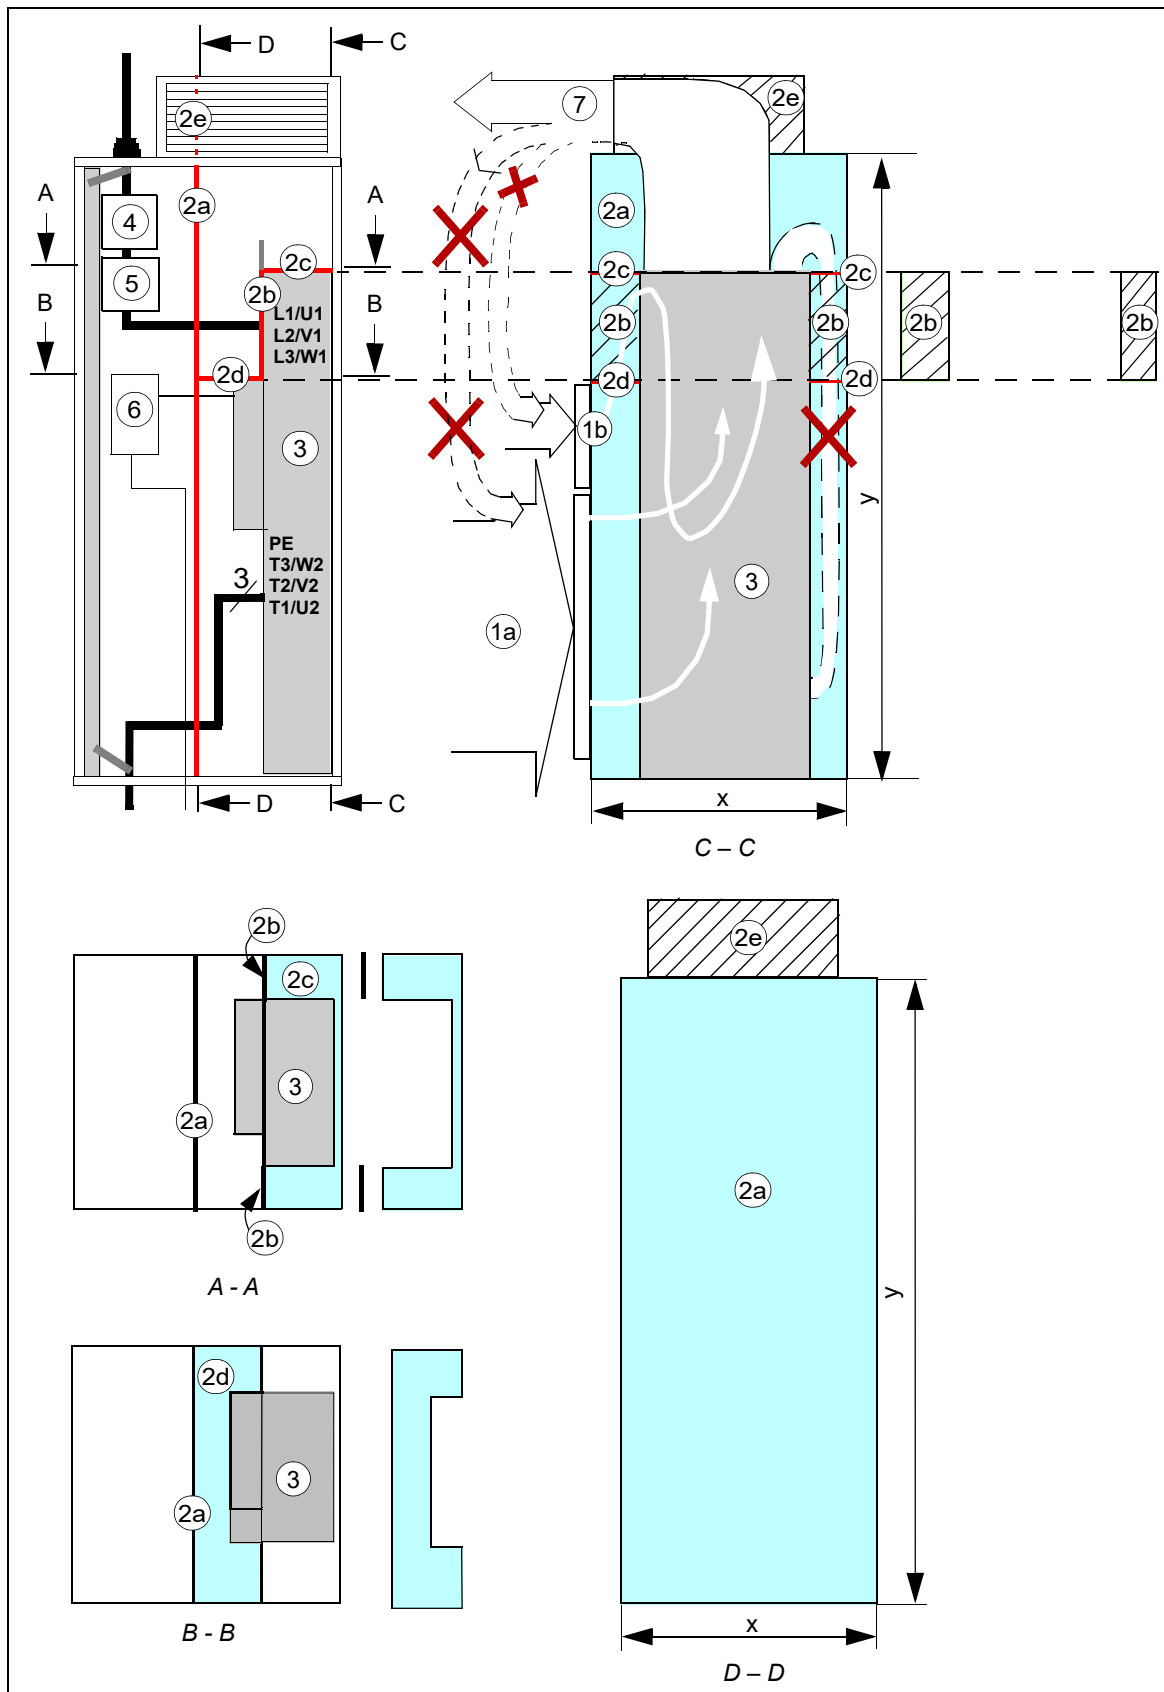 D
C
2e
7
2e
A
A
2a
4
2a
2c
2c
2c
5
2b
B
B
L1/U1
L2/V1
L3/W1
2b
2b
2b
2b
2d
2d
2d
6
1b
3
y
PE
T3/W2
T2/V2
T1/U2
3
3
1a
D
C
x
C – C
2b
2e
2c
3
2a
2b
A - A
2a
y
2d
3
2a
B - B
x
D – D